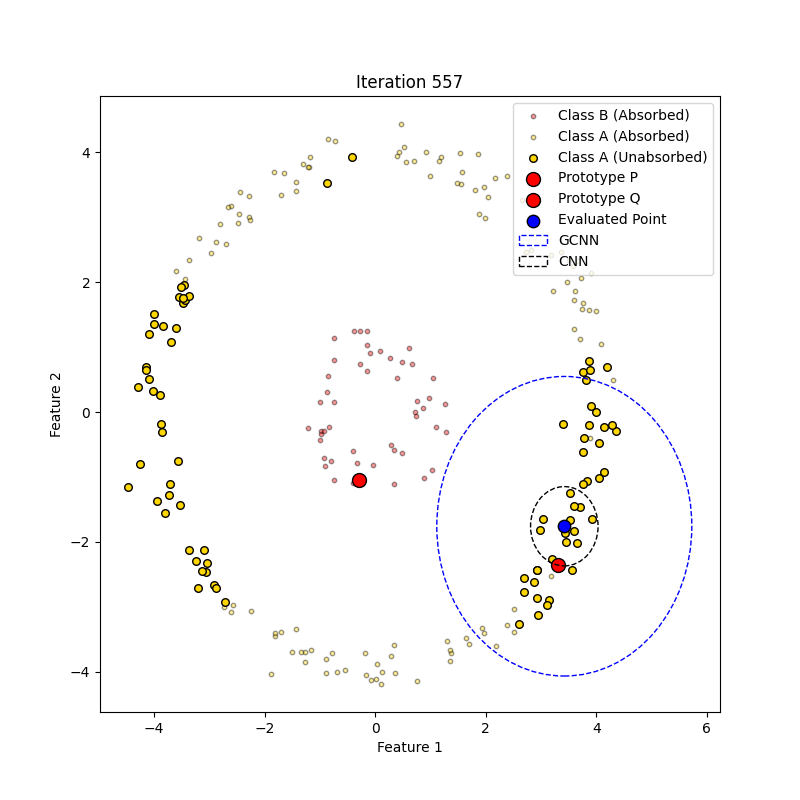 Iteration 557
Class B (Absorbed)
Class A (Absorbed)
Class A (Unabsorbed)
Prototype P
Prototype Q
Evaluated Point
GCNN
CNN
4
2
0
−2
−4
Feature 2
−4
−2
0
2
4
6
Feature 1